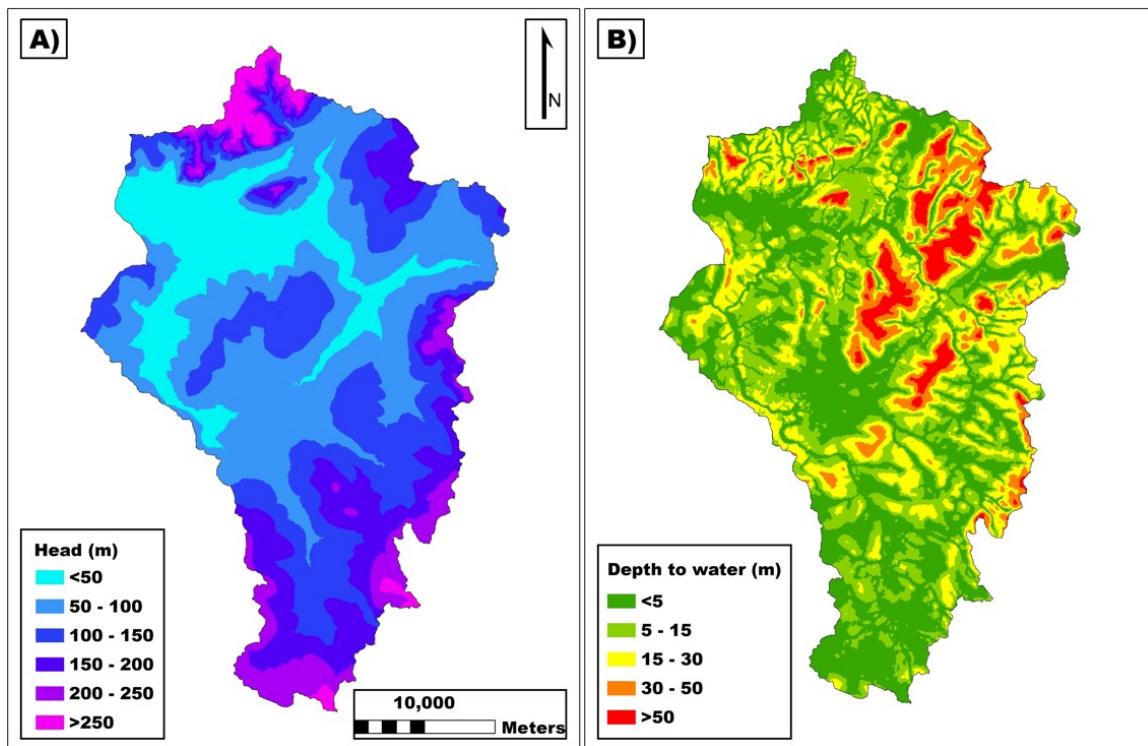 A)
N
Head (m)
<50
50 - 100
100 - 150
150 - 200
200 - 250
>250
10,000
Meters
B)
Depth to water (m)
<5
5 - 15
15 - 30
30 - 50
>50